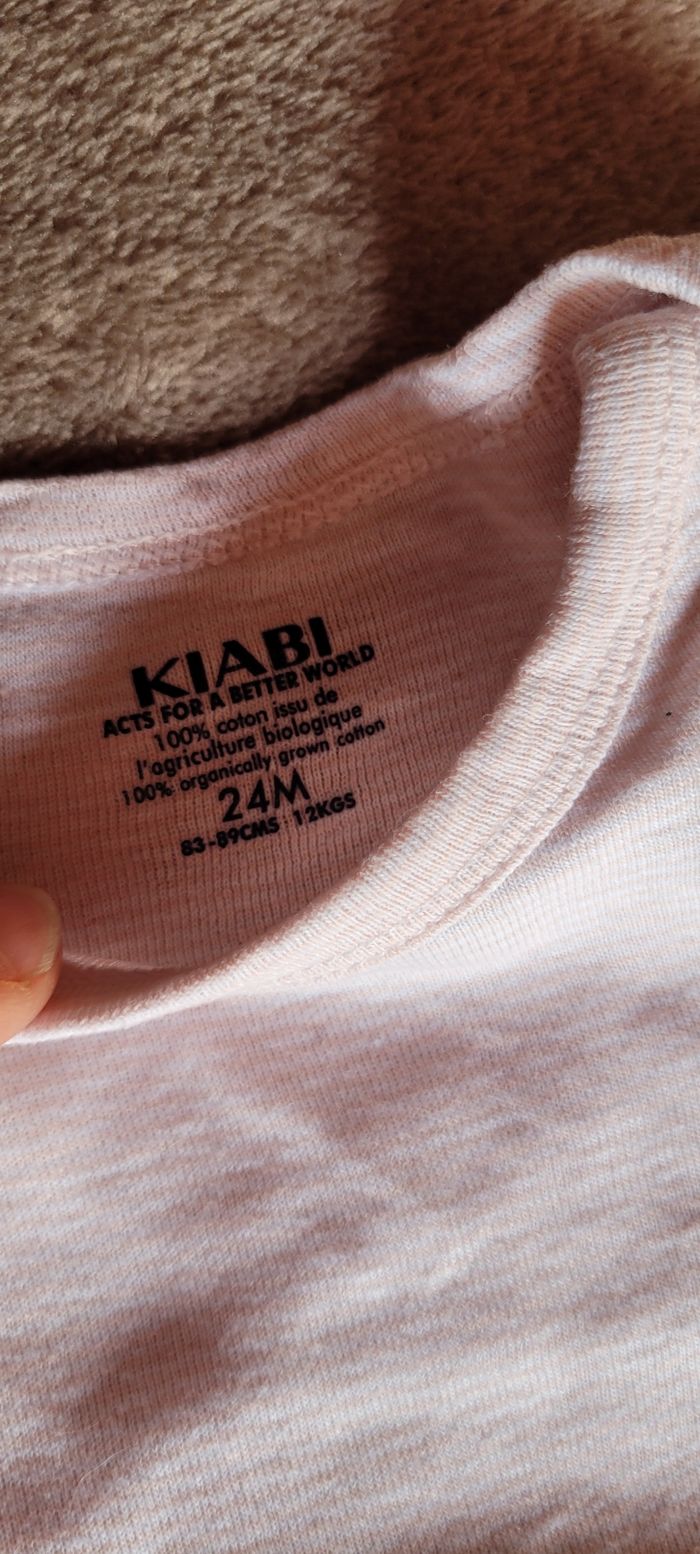 KIABI
ACTS FOR A BETTER WORLD
100% coton issu de
l'agriculture biologique
100% organically grown cotton
24M
83-89CMS 12KGS